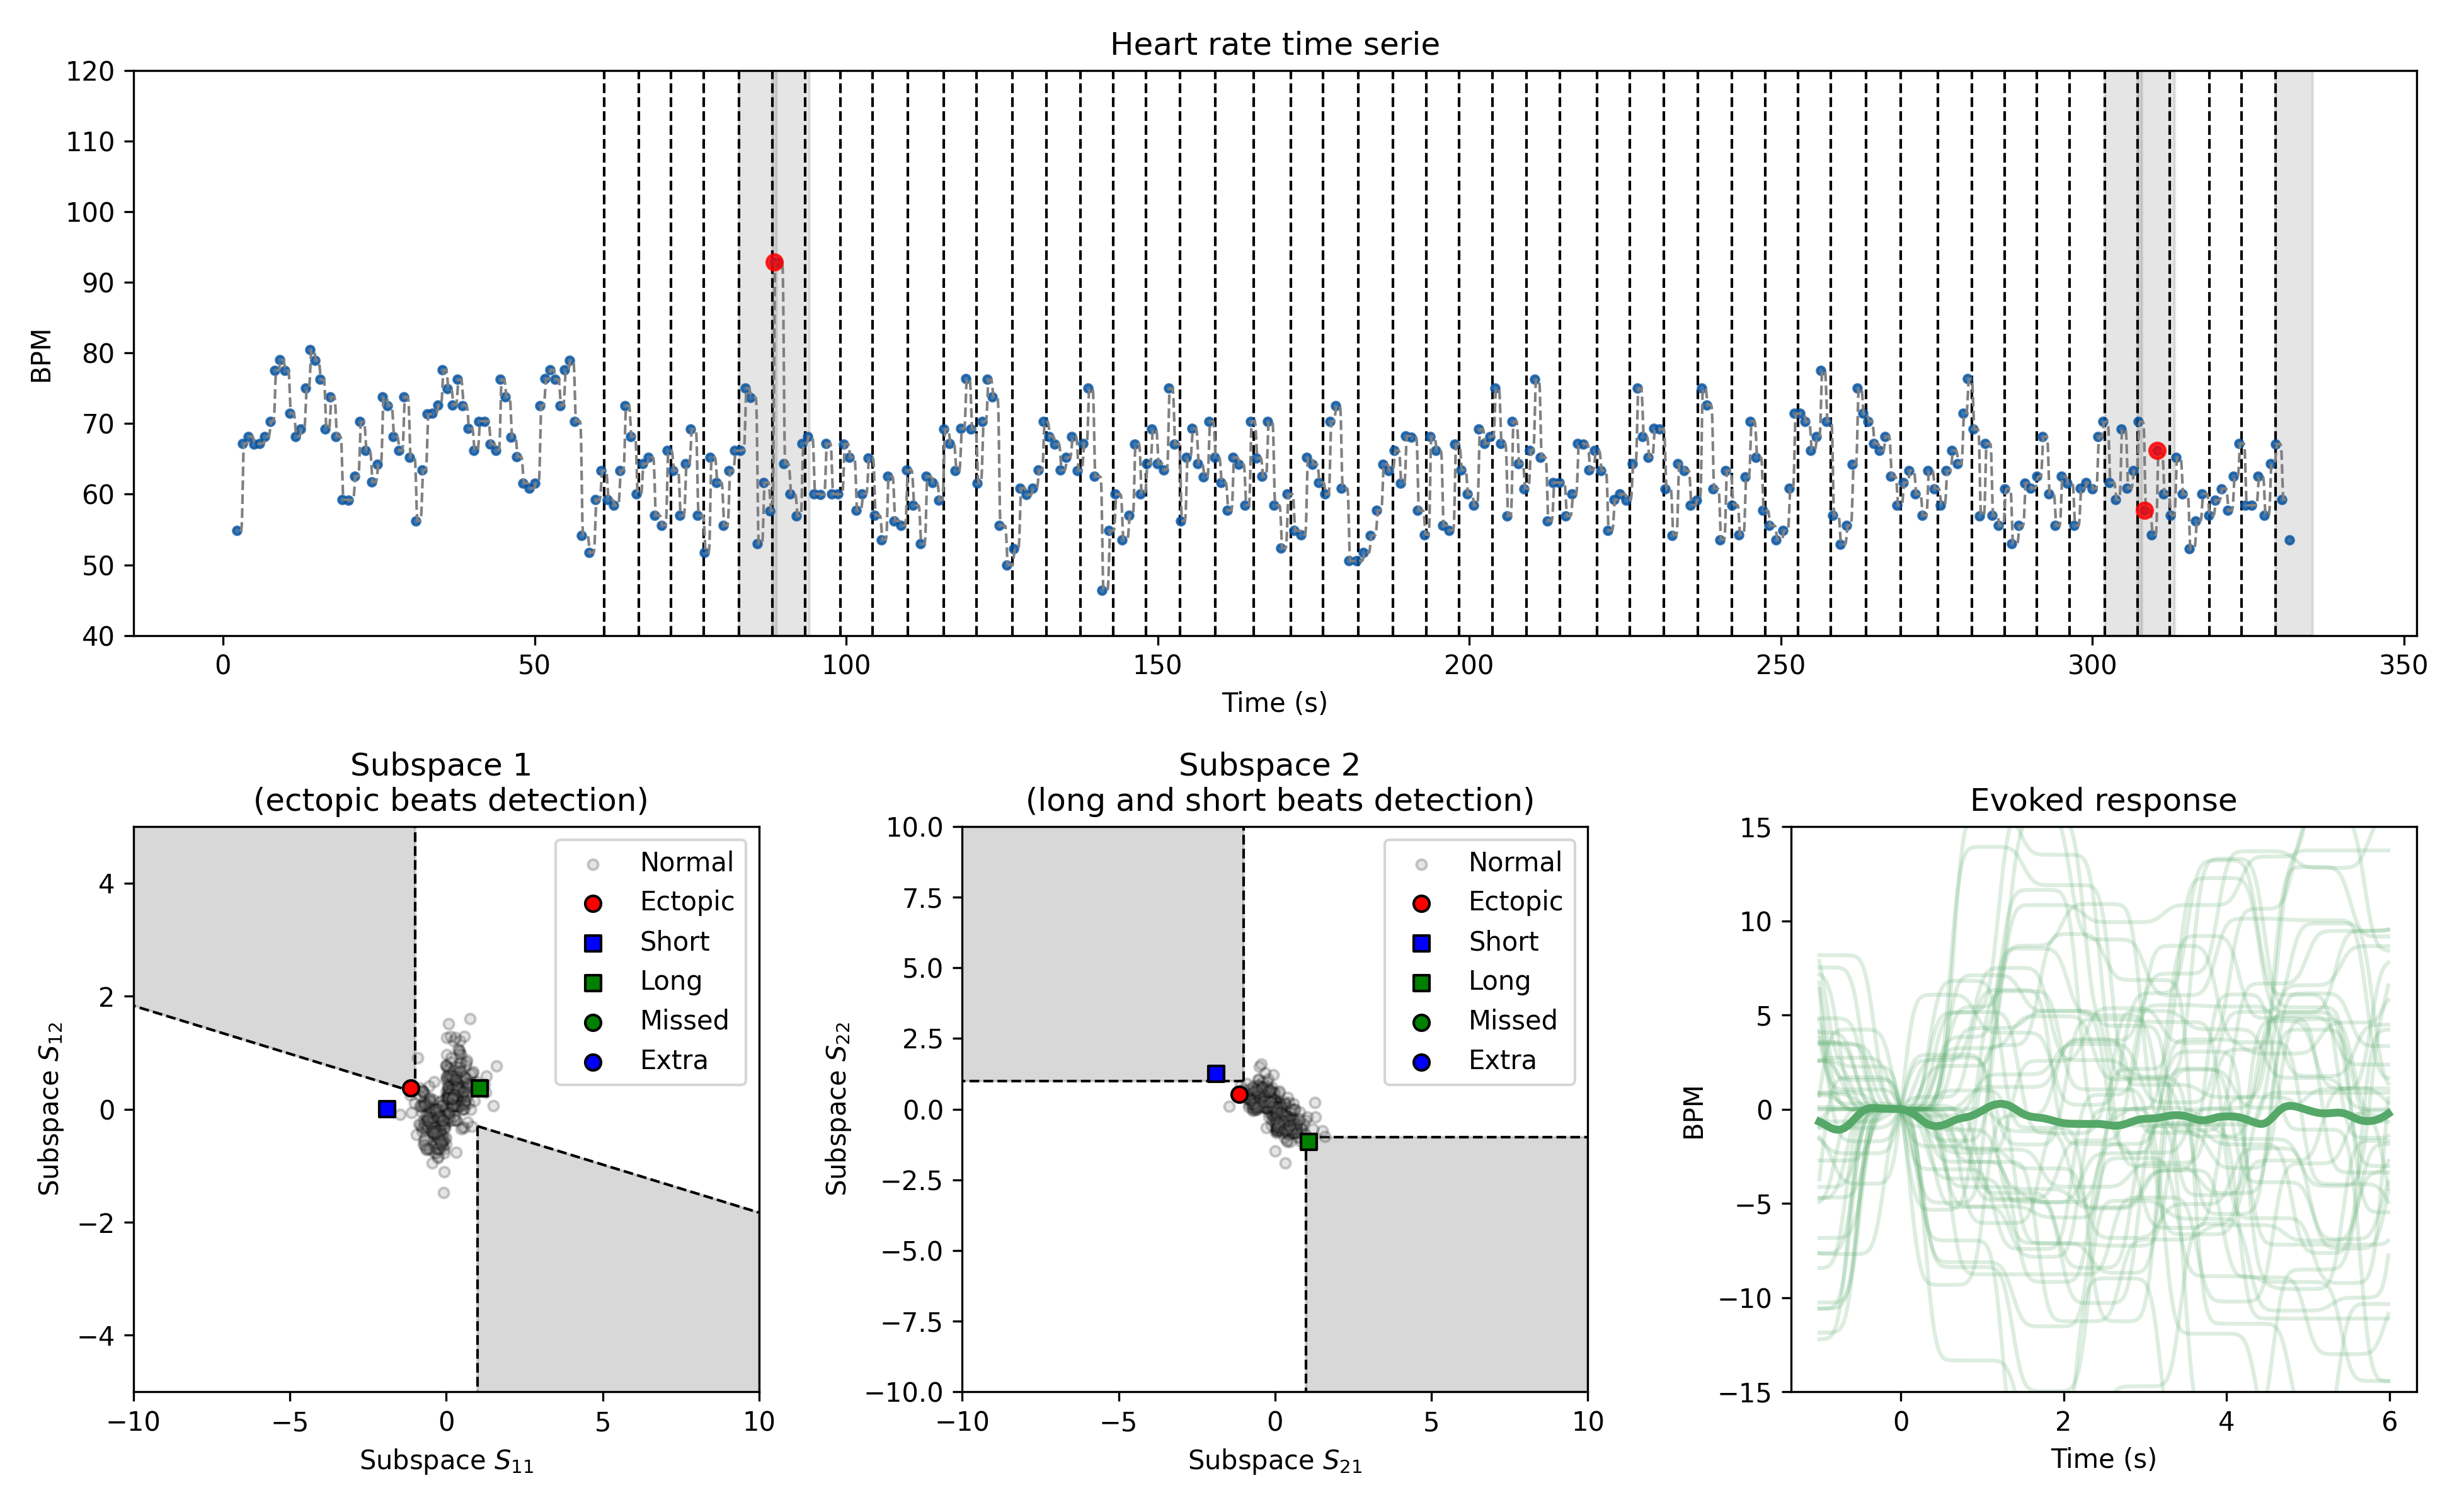 Heart rate time serie
120
110
100
90
80
70
60
50
40
BPM
0
50
100
150
200
250
300
350
Time (s)
Subspace 1
(ectopic beats detection)
4
2
0
−2
−4
Subspace S12
−10
−5
0
5
10
Subspace S11
Normal
Ectopic
Short
Long
Missed
Extra
Subspace 2
(long and short beats detection)
10.0
7.5
5.0
2.5
0.0
−2.5
−5.0
−7.5
−10.0
Subspace S22
−10
−5
0
5
10
Subspace S21
Normal
Ectopic
Short
Long
Missed
Extra
Evoked response
15
10
5
0
−5
−10
−15
BPM
0
2
4
6
Time (s)